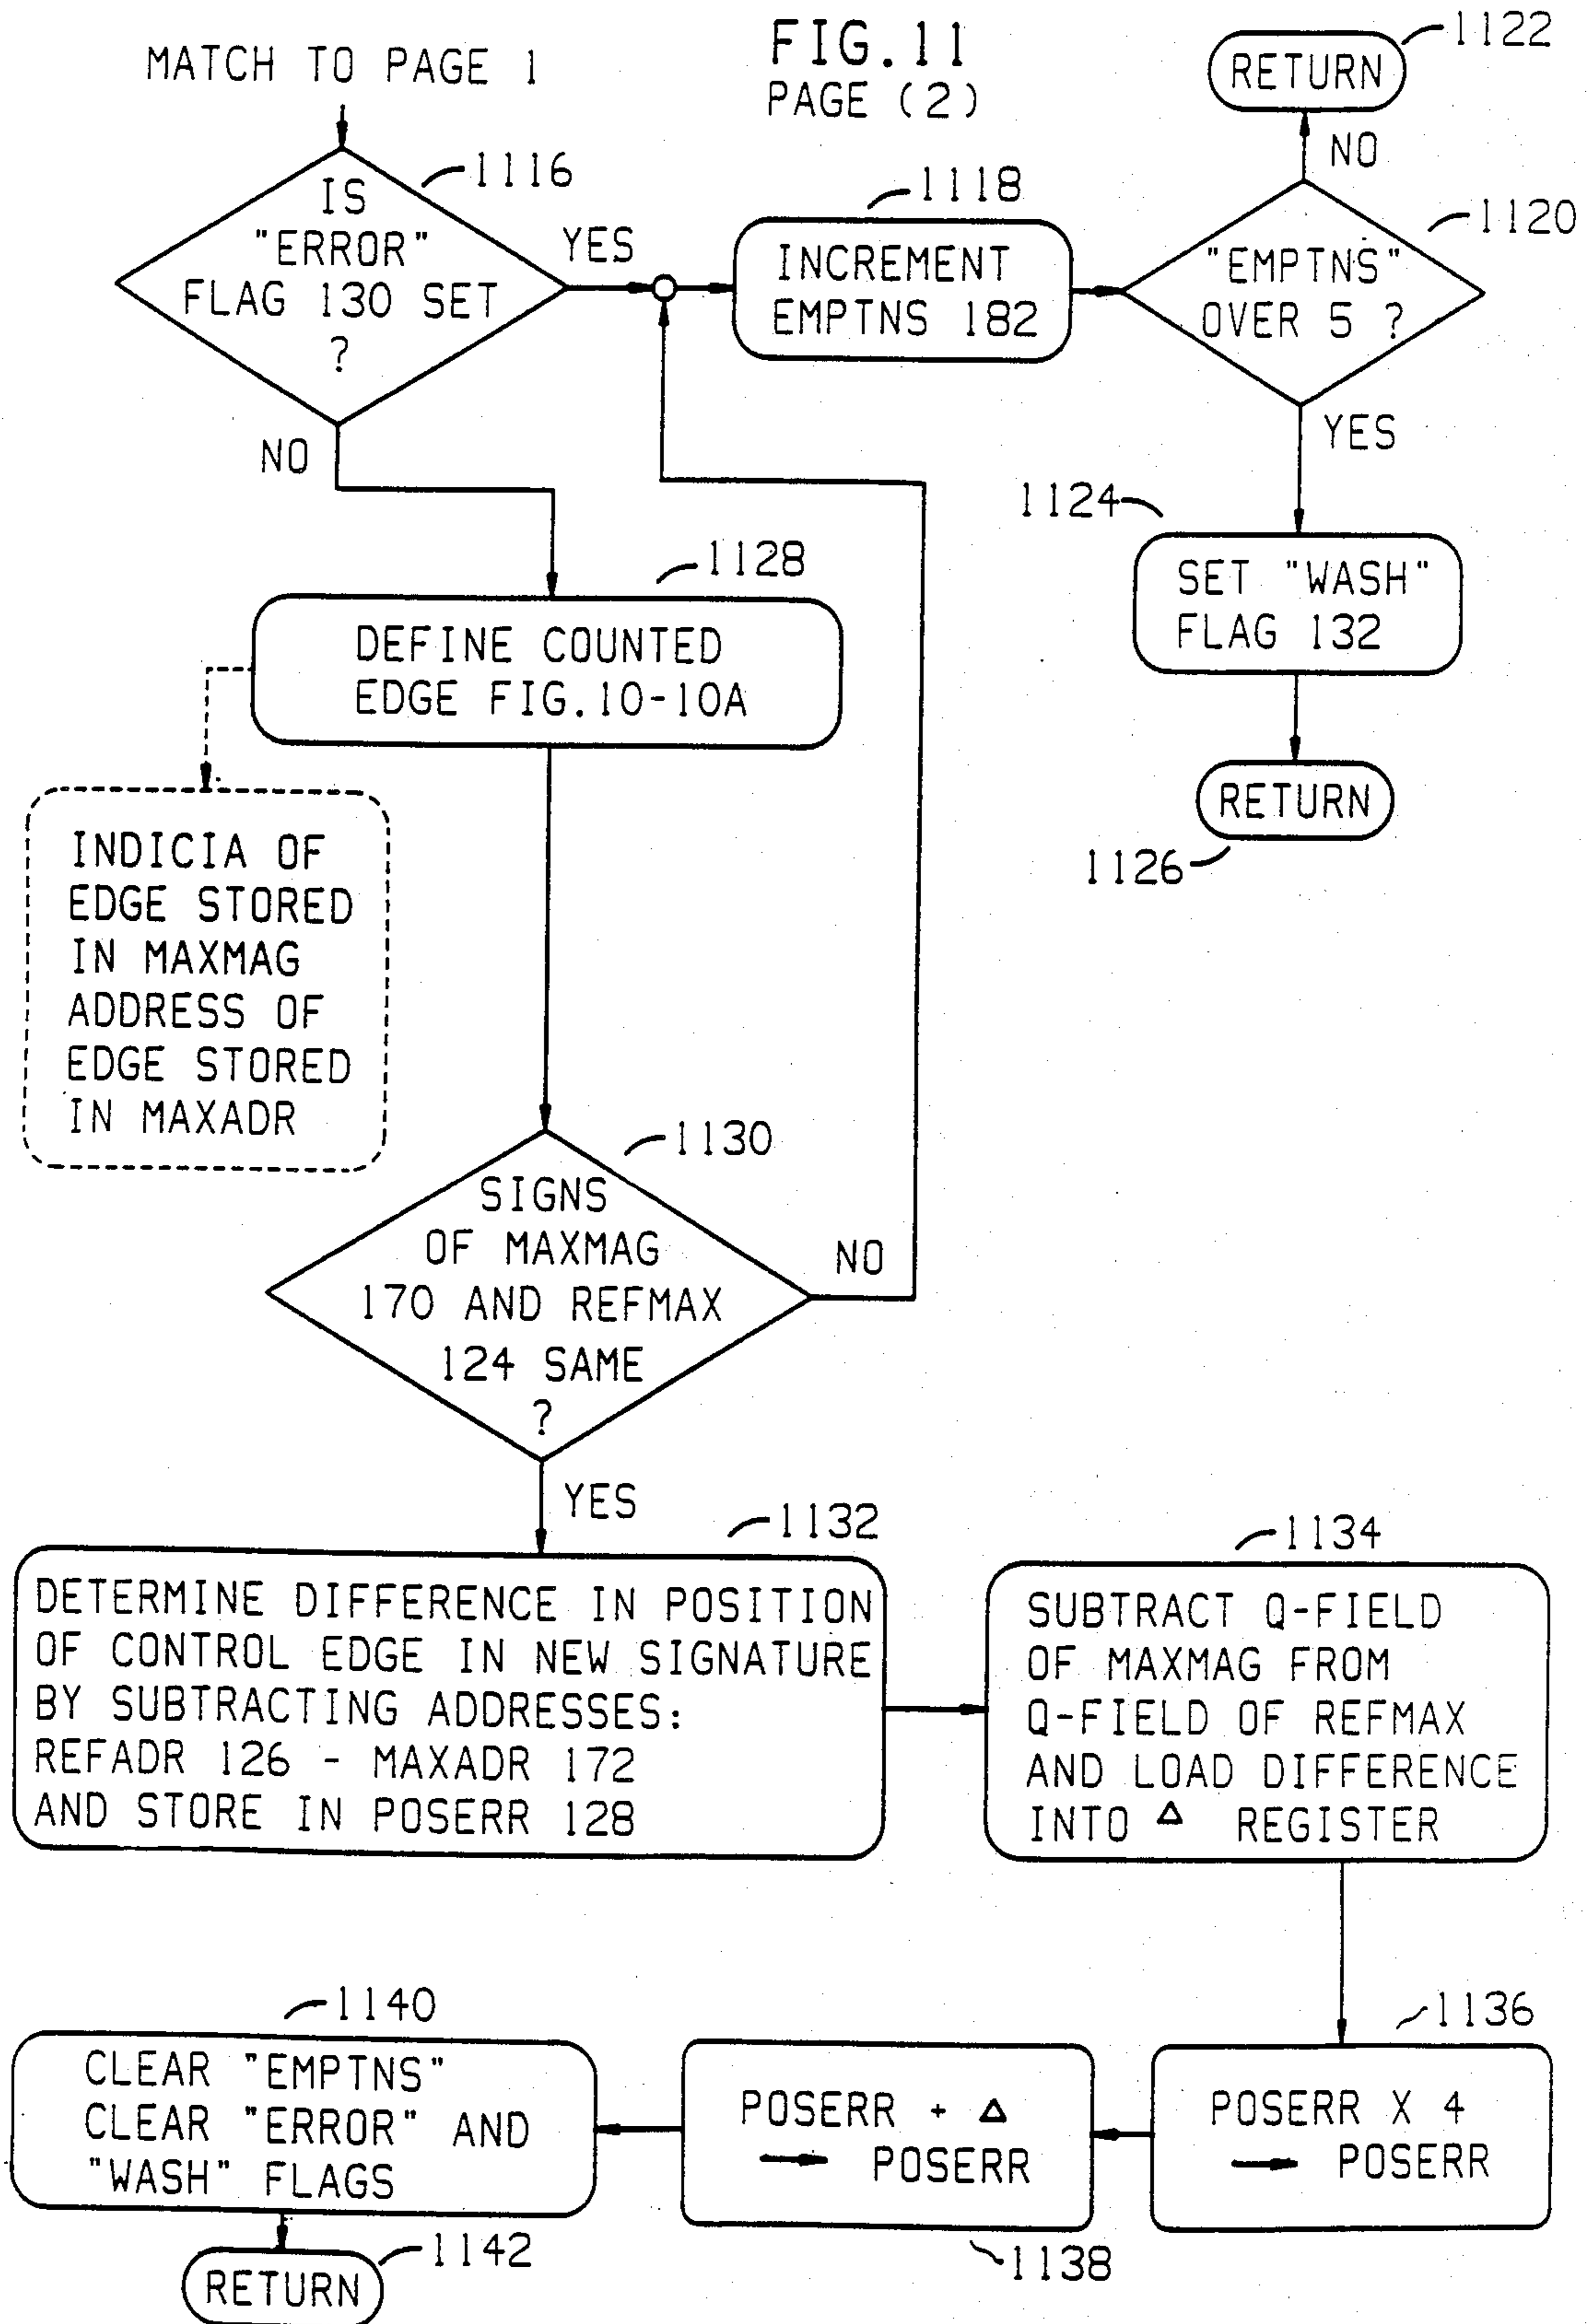 FIG.11
PAGE (2)
MATCH TO PAGE 1
IS
"ERROR"
FLAG 130 SET
?
1116
YES
NO
1118
INCREMENT
EMPTNS 182
1120
"EMPTNS"
OVER 5 ?
NO
1122
RETURN
YES
1124
SET "WASH"
FLAG 132
RETURN
1126
1128
DEFINE COUNTED
EDGE FIG.10-10A
INDICIA OF
EDGE STORED
IN MAXMAG
ADDRESS OF
EDGE STORED
IN MAXADR
1130
SIGNS
OF MAXMAG
170 AND REFMAX
124 SAME
?
NO
YES
1132
DETERMINE DIFFERENCE IN POSITION
OF CONTROL EDGE IN NEW SIGNATURE
BY SUBTRACTING ADDRESSES:
REFADR 126 - MAXADR 172
AND STORE IN POSERR 128
1134
SUBTRACT Q-FIELD
OF MAXMAG FROM
Q-FIELD OF REFMAX
AND LOAD DIFFERENCE
INTO Δ REGISTER
1136
POSERR X 4
→ POSERR
POSERR + Δ
→ POSERR
1138
1140
CLEAR "EMPTNS"
CLEAR "ERROR" AND
"WASH" FLAGS
1142
RETURN